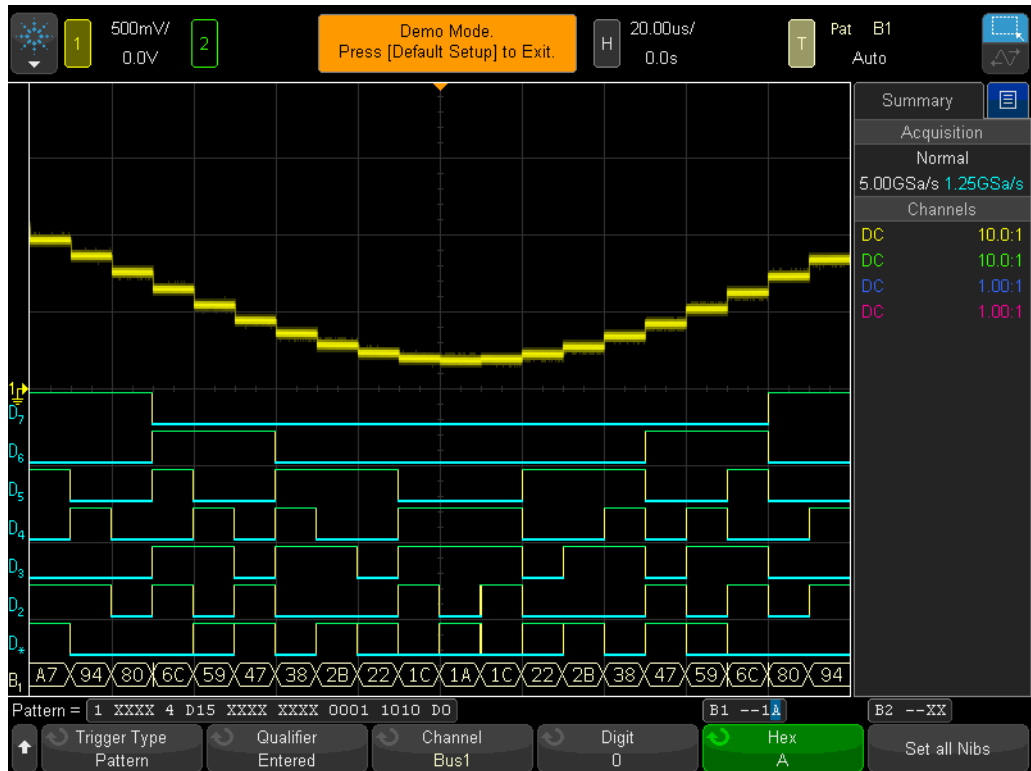 1 500mV/ 2 Demo Mode. H 20.00us/ T Pat B1
0.0V Press [Default Setup] to Exit. 0.0s Auto
Summary
Acquisition
Normal
5.00GSa/s 1.25GSa/s
Channels
DC 10.0:1
DC 10.0:1
DC 1.00:1
DC 1.00:1
1
D7
D6
D5
D4
D3
D2
D*
B1 A7 94 80 6C 59 47 38 2B 22 1C 1A 1C 22 2B 38 47 59 6C 80 94
Pattern = 1 XXXX 4 D15 XXXX XXXX 0001 1010 D0 B1 --1A B2 --XX
Trigger Type Qualifier Channel Digit Hex Set all Nibs
Pattern Entered Bus1 0 A